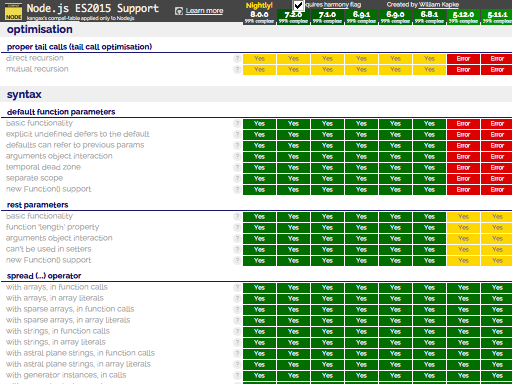 Node.js ES2015 Support
kangax's compat-table applied only to Node.js
Learn more
Nightly!
requires harmony flag
Created by William Kapke
8.0.0 7.2.0 7.1.0 6.9.1 6.9.0 6.8.1 5.12.0 5.11.1
99% complete 99% complete 99% complete 99% complete 99% complete 99% complete
optimisation
proper tail calls (tail call optimisation)
direct recursion ? Yes Yes Yes Yes Yes Yes Error Error
mutual recursion ? Yes Yes Yes Yes Yes Yes Error Error
syntax
default function parameters
basic functionality ? Yes Yes Yes Yes Yes Yes Error Error
explicit undefined defers to the default ? Yes Yes Yes Yes Yes Yes Error Error
defaults can refer to previous params ? Yes Yes Yes Yes Yes Yes Error Error
arguments object interaction ? Yes Yes Yes Yes Yes Yes Error Error
temporal dead zone ? Yes Yes Yes Yes Yes Yes Error Error
separate scope ? Yes Yes Yes Yes Yes Yes Error Error
new Function() support ? Yes Yes Yes Yes Yes Yes Error Error
rest parameters
basic functionality ? Yes Yes Yes Yes Yes Yes Yes Yes
function 'length' property ? Yes Yes Yes Yes Yes Yes Yes Yes
arguments object interaction ? Yes Yes Yes Yes Yes Yes Yes Yes
can't be used in setters ? Yes Yes Yes Yes Yes Yes Yes Yes
new Function() support ? Yes Yes Yes Yes Yes Yes Yes Yes
spread (...) operator
with arrays, in function calls ? Yes Yes Yes Yes Yes Yes Yes Yes
with arrays, in array literals ? Yes Yes Yes Yes Yes Yes Yes Yes
with sparse arrays, in function calls ? Yes Yes Yes Yes Yes Yes Yes Yes
with sparse arrays, in array literals ? Yes Yes Yes Yes Yes Yes Yes Yes
with strings, in function calls ? Yes Yes Yes Yes Yes Yes Yes Yes
with strings, in array literals ? Yes Yes Yes Yes Yes Yes Yes Yes
with astral plane strings, in function calls ? Yes Yes Yes Yes Yes Yes Yes Yes
with astral plane strings, in array literals ? Yes Yes Yes Yes Yes Yes Yes Yes
with generator instances, in calls ? Yes Yes Yes Yes Yes Yes Yes Yes